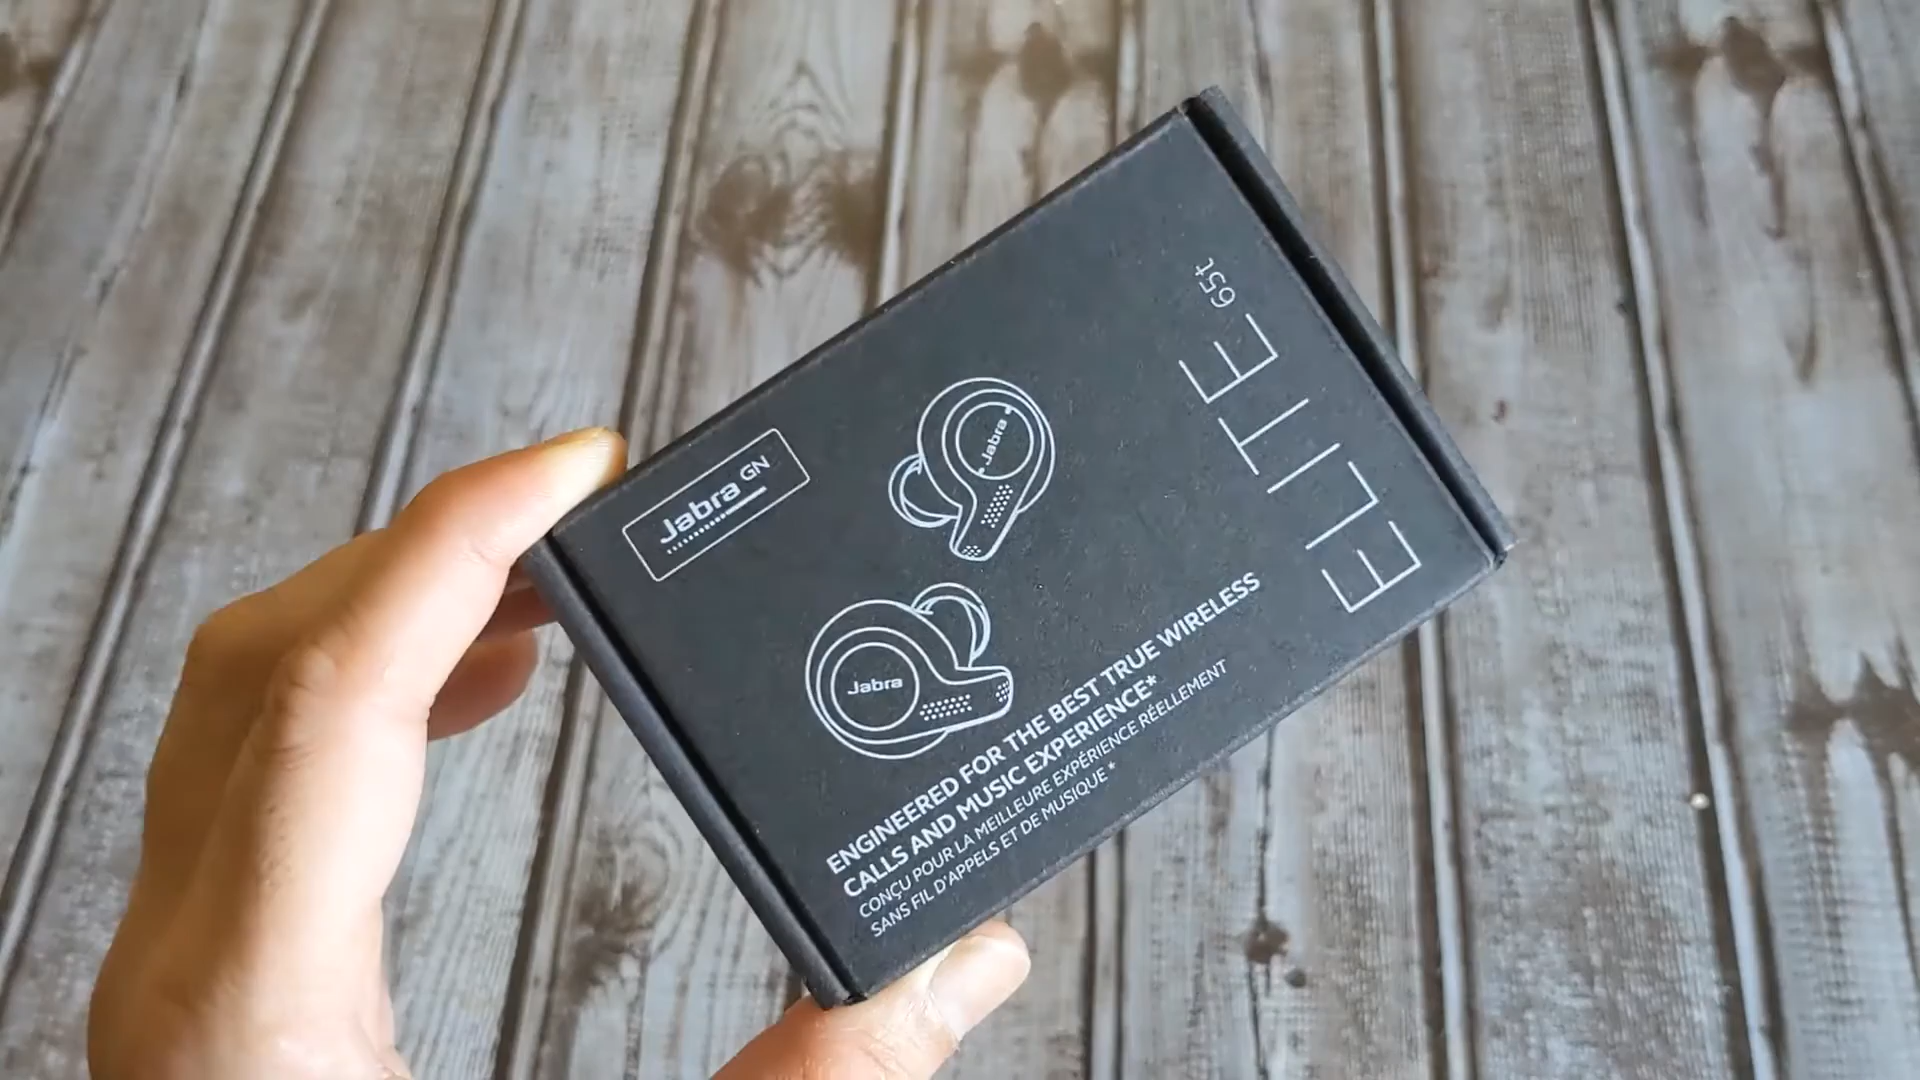 Jabra GN
Jabra
Jabra
ELITE 65t
ENGINEERED FOR THE BEST TRUE WIRELESS
CALLS AND MUSIC EXPERIENCE*
CONÇU POUR LA MEILLEURE EXPÉRIENCE RÉELLEMENT
SANS FIL D'APPELS ET DE MUSIQUE *